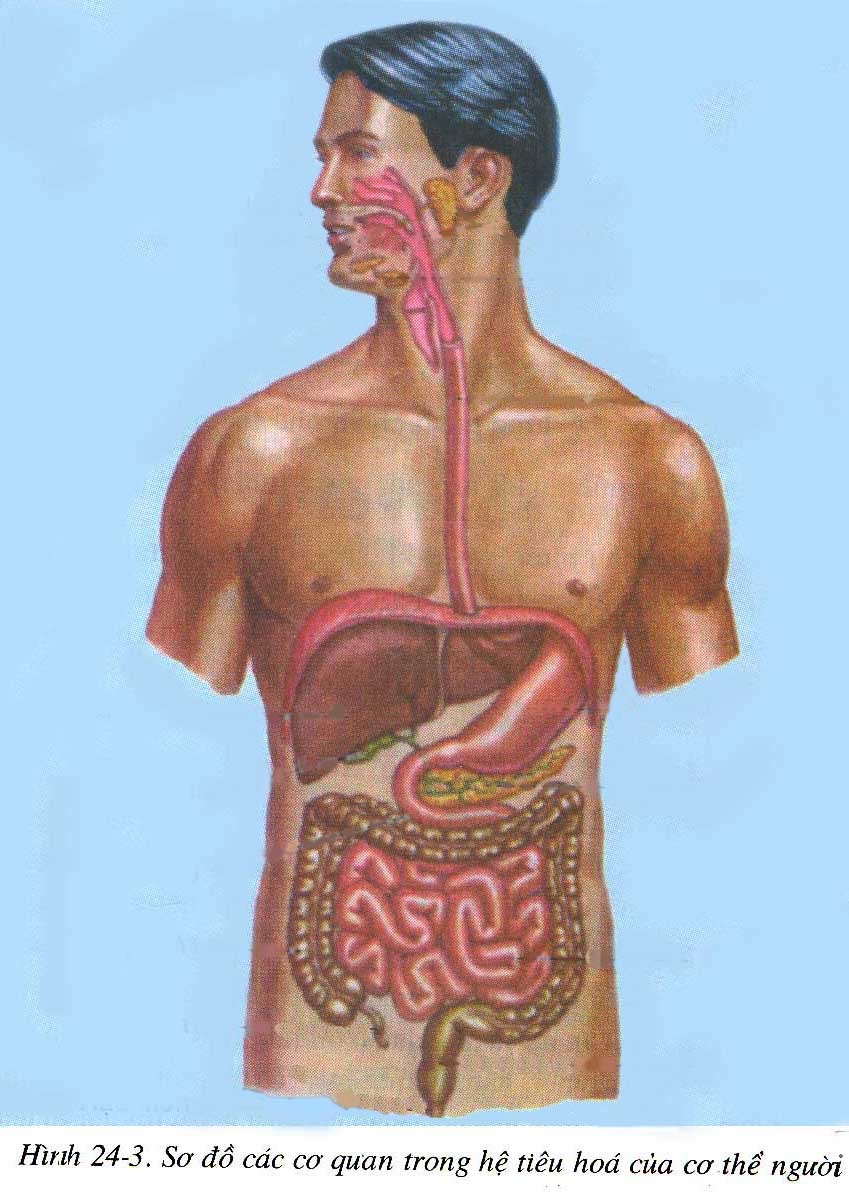 Hình 24-3. Sơ đồ các cơ quan trong hệ tiêu hoá của cơ thể người